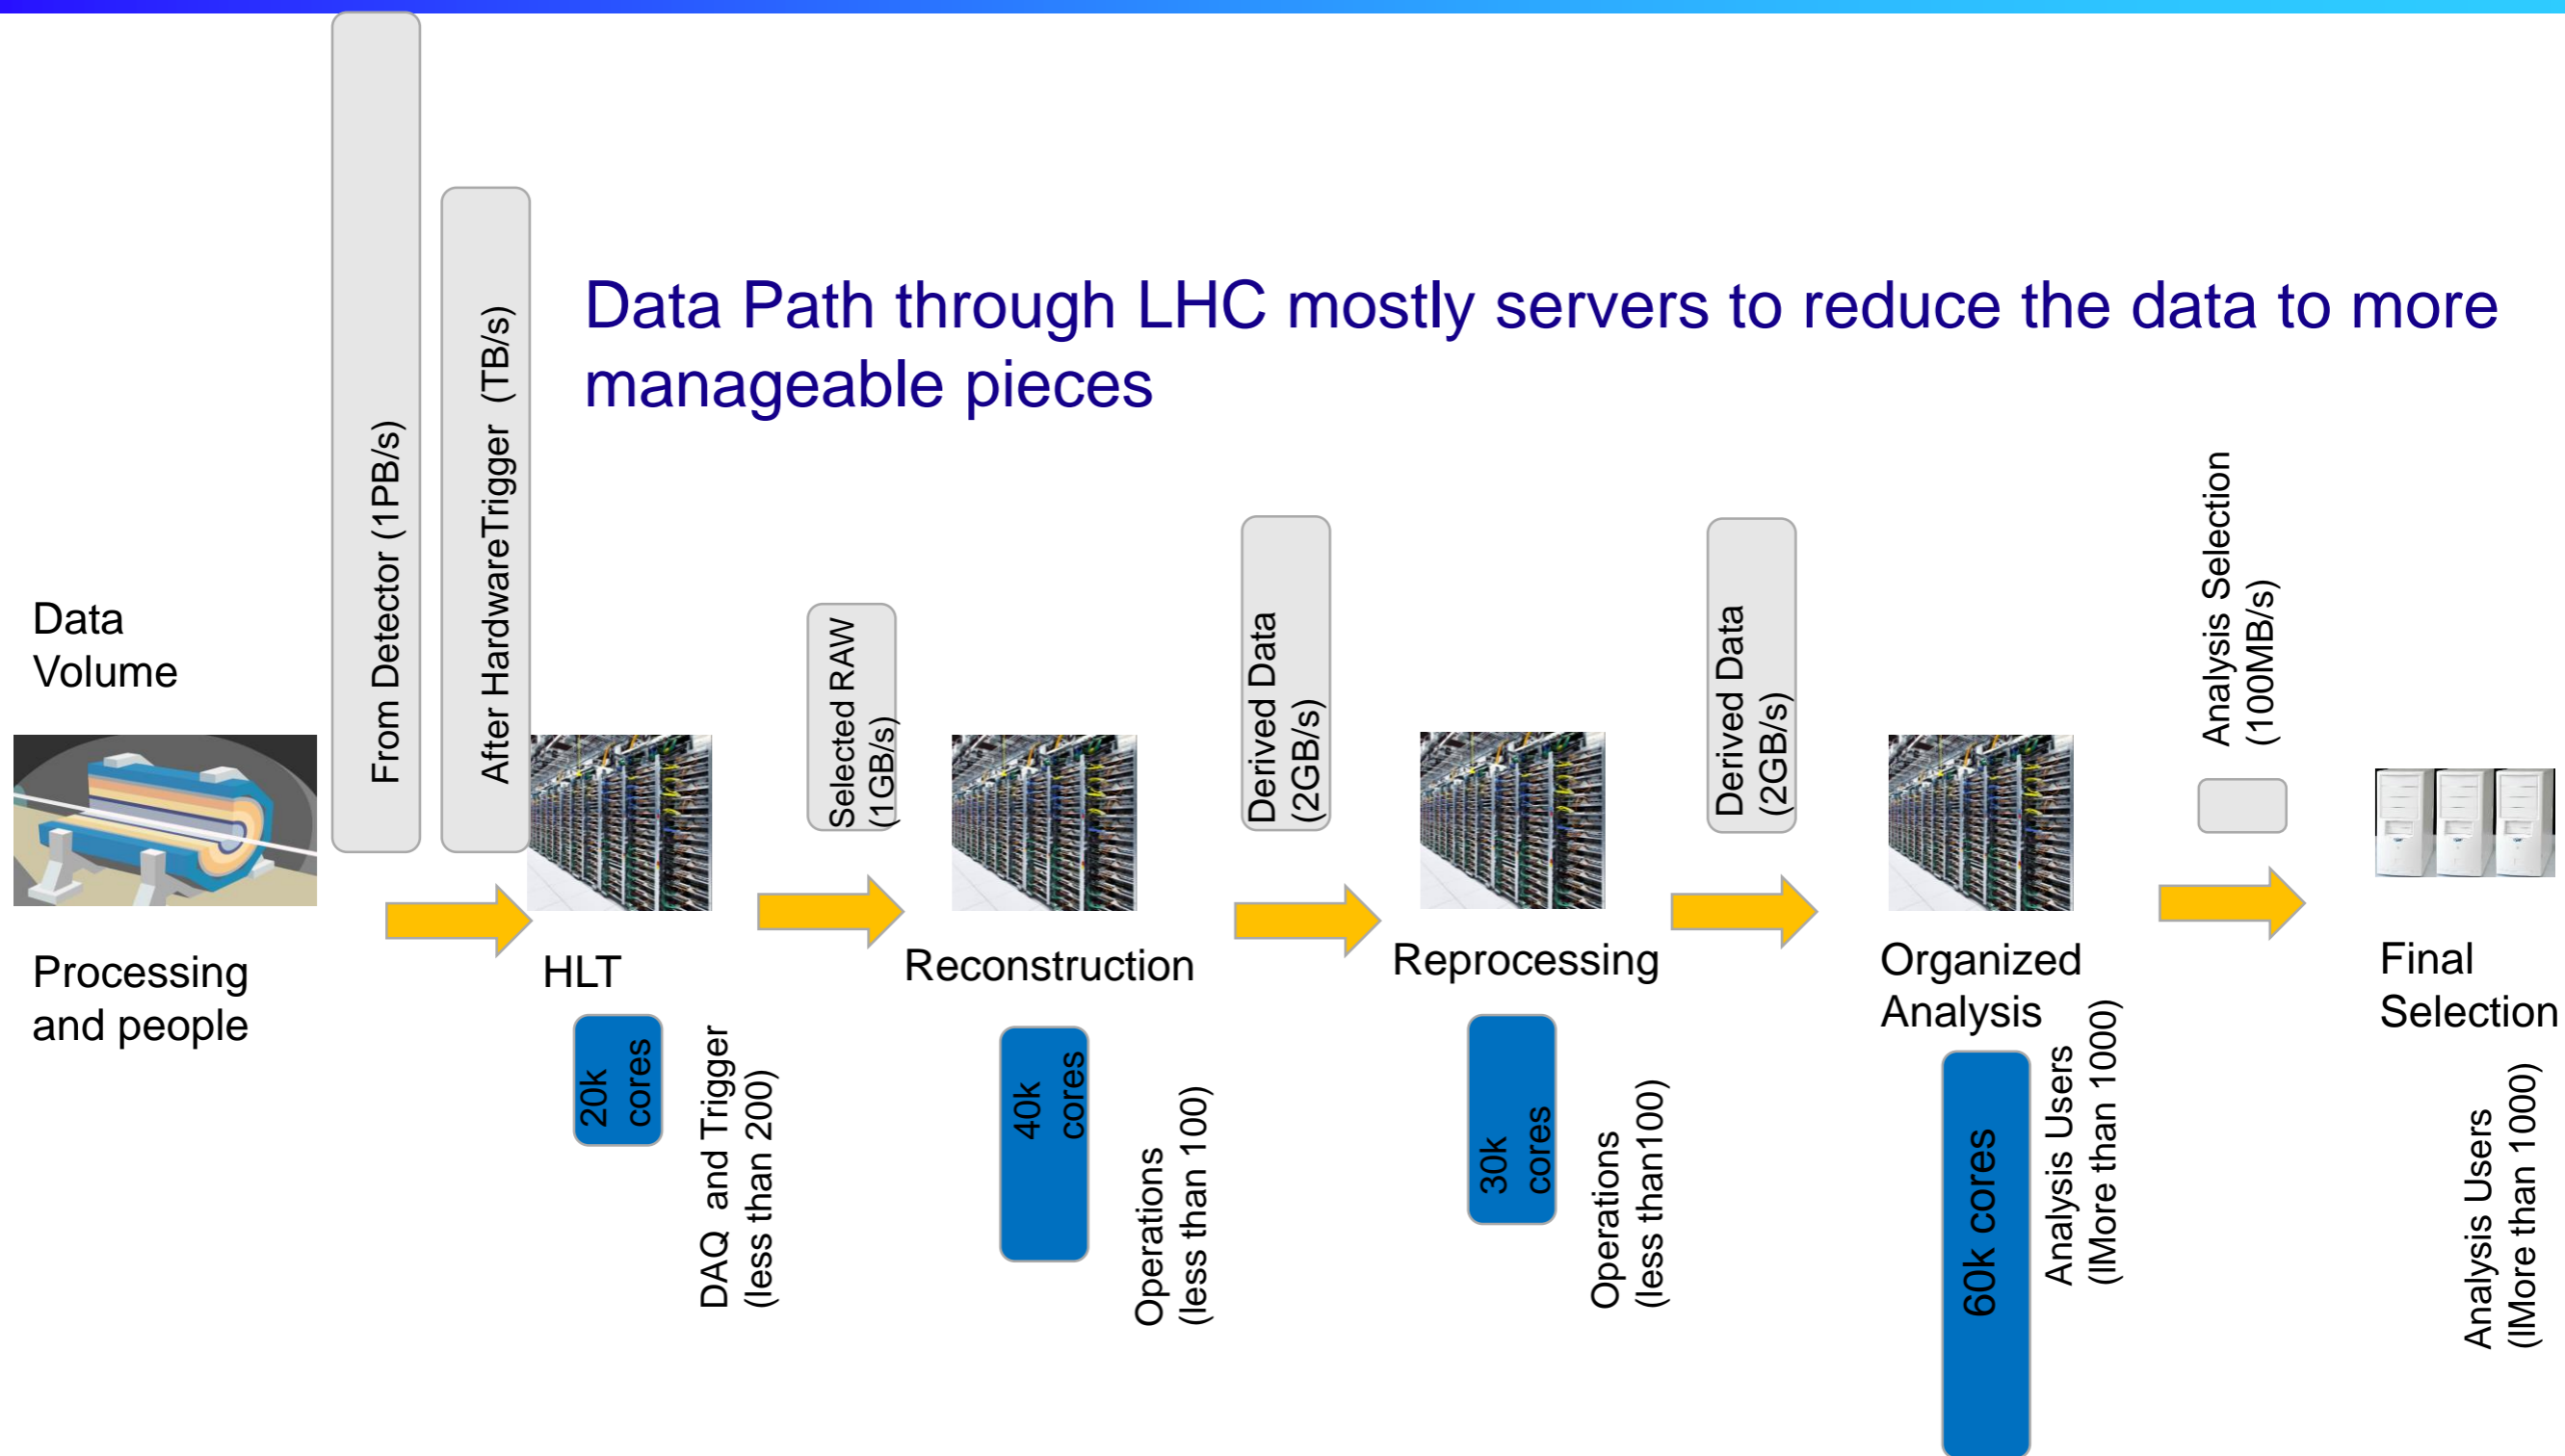 Data Path through LHC mostly servers to reduce the data to more
manageable pieces
Data
Volume
From Detector (1PB/s)
After HardwareTrigger (TB/s)
Selected RAW
(1GB/s)
Derived Data
(2GB/s)
Derived Data
(2GB/s)
Analysis Selection
(100MB/s)
Processing
and people
HLT
Reconstruction
Reprocessing
Organized
Analysis
Final
Selection
20k
cores
DAQ and Trigger
(less than 200)
40k
cores
Operations
(less than 100)
30k
cores
Operations
(less than100)
60k cores
Analysis Users
(lMore than 1000)
Analysis Users
(lMore than 1000)